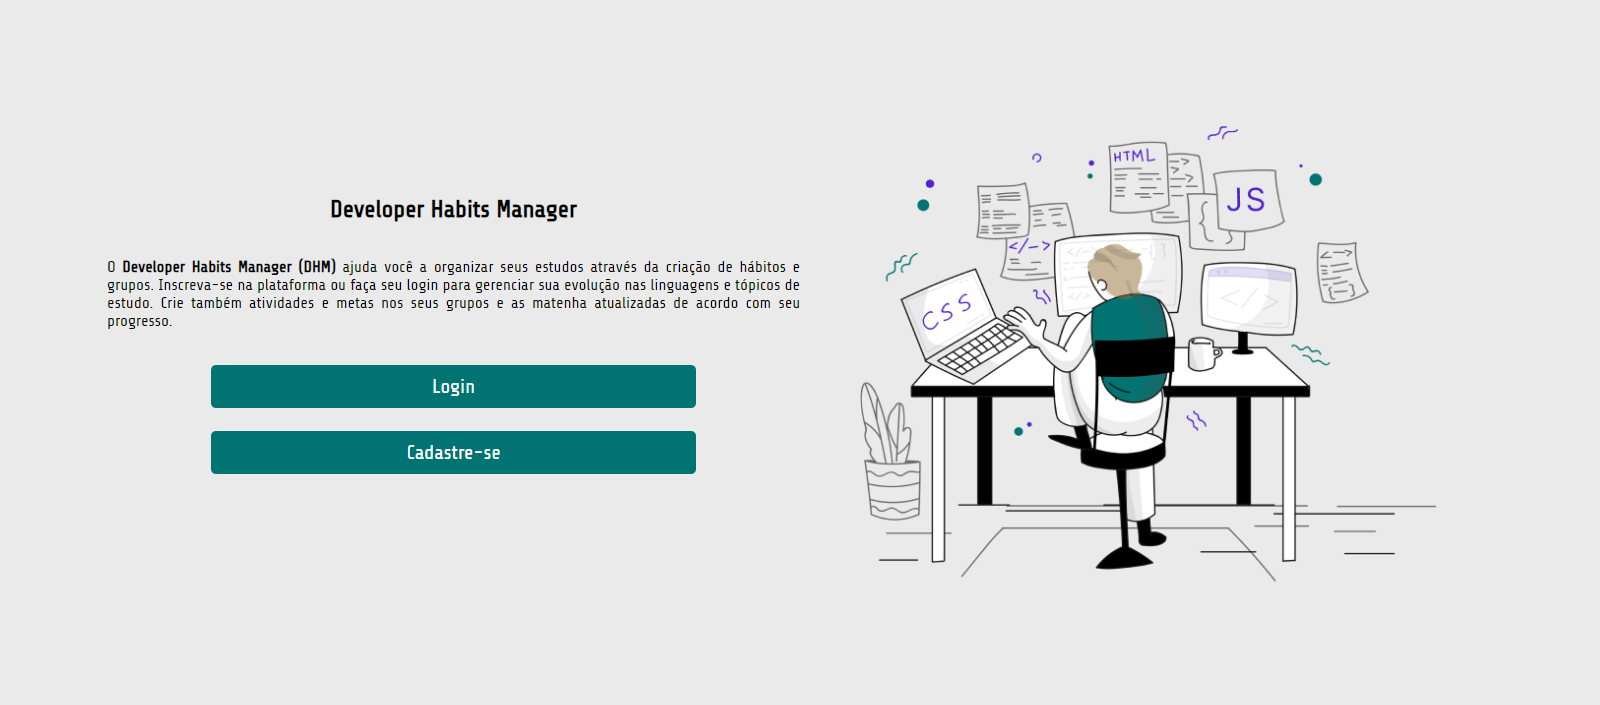 Developer Habits Manager
O Developer Habits Manager (DHM) ajuda você a organizar seus estudos através da criação de hábitos e
grupos. Inscreva-se na plataforma ou faça seu login para gerenciar sua evolução nas linguagens e tópicos de
estudo. Crie também atividades e metas nos seus grupos e as matenha atualizadas de acordo com seu
progresso.
Login
Cadastre-se
HTML
JS
</-->
CSS
</>
<-->
</phantom>